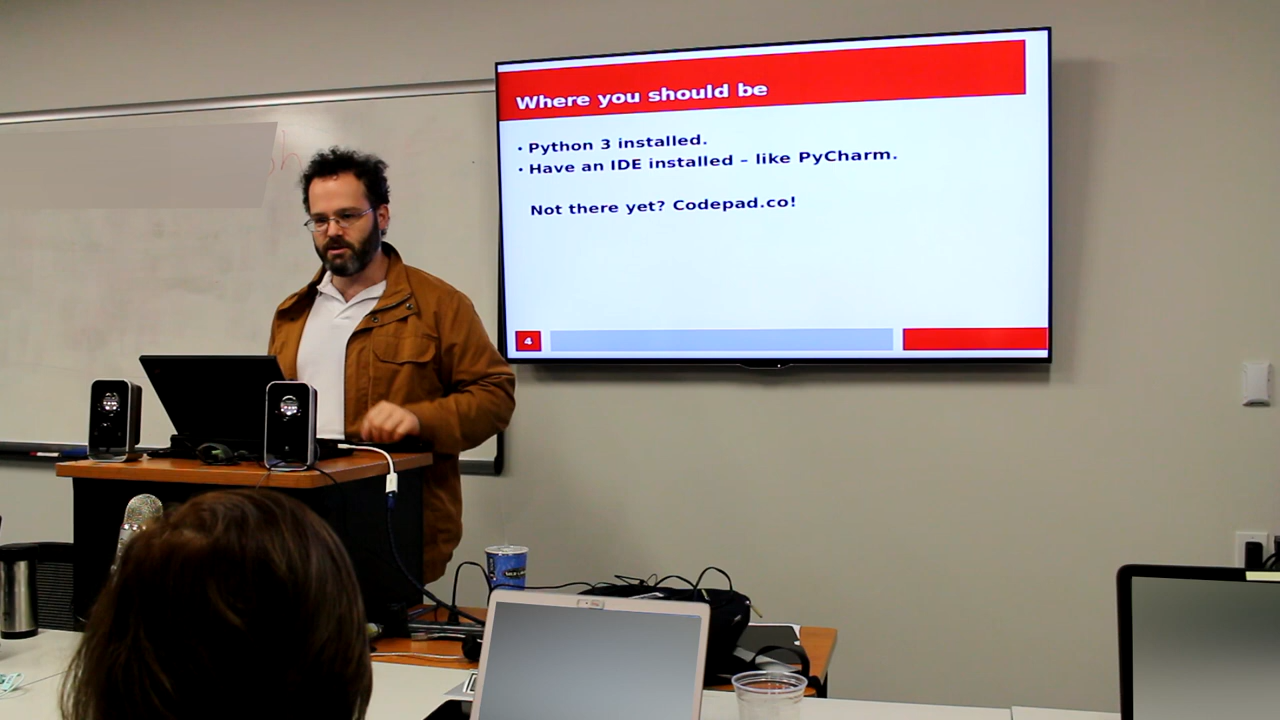 Where you should be
• Python 3 installed.
• Have an IDE installed – like PyCharm.
Not there yet? Codepad.co!
4